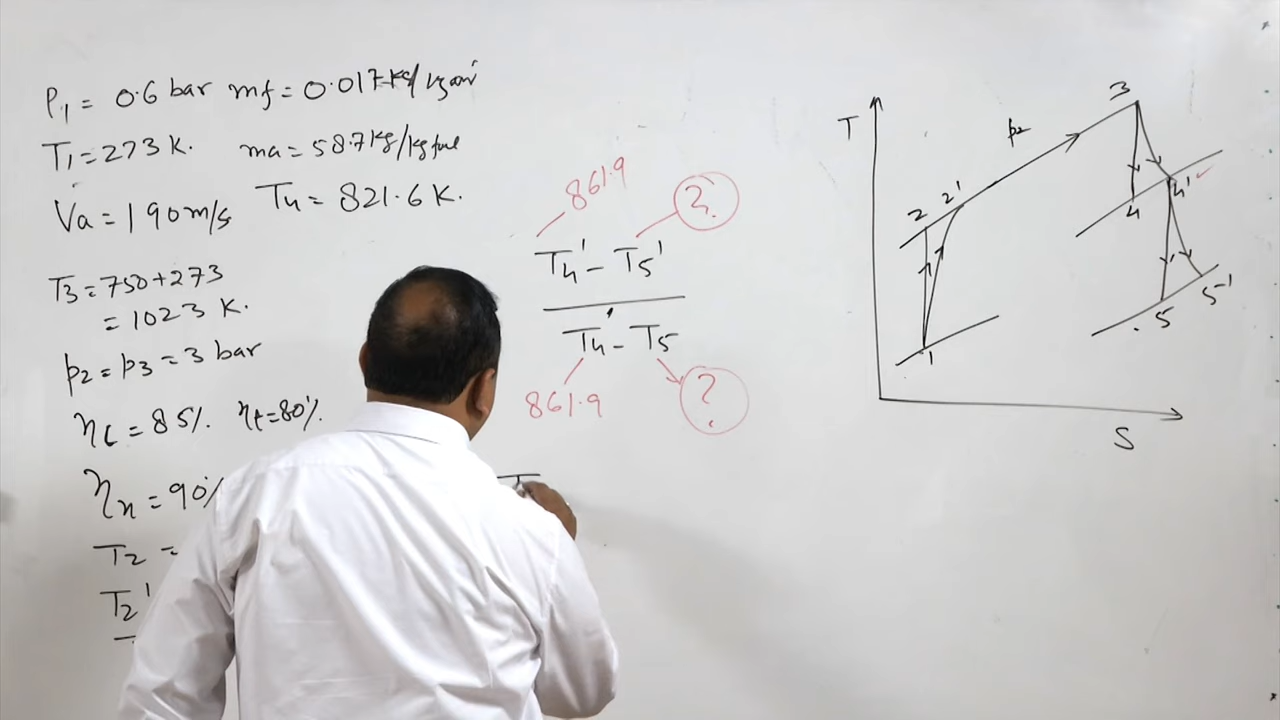 P1 = 0.6 bar mf = 0.017 kg/kg air
T1 = 273 K. ma = 58.7 kg/kg fuel
Va = 190 m/s T4 = 821.6 K.
T3 = 750 + 273
= 1023 K.
p2 = p3 = 3 bar
ηc = 85%. ηt = 80%.
ηn = 90%
T2 =
T2'
861.9
?
T4' - T5'
T4' - T5
861.9
?
T
T
p2
3
2 2'
4 4'
1
5 5-1
S